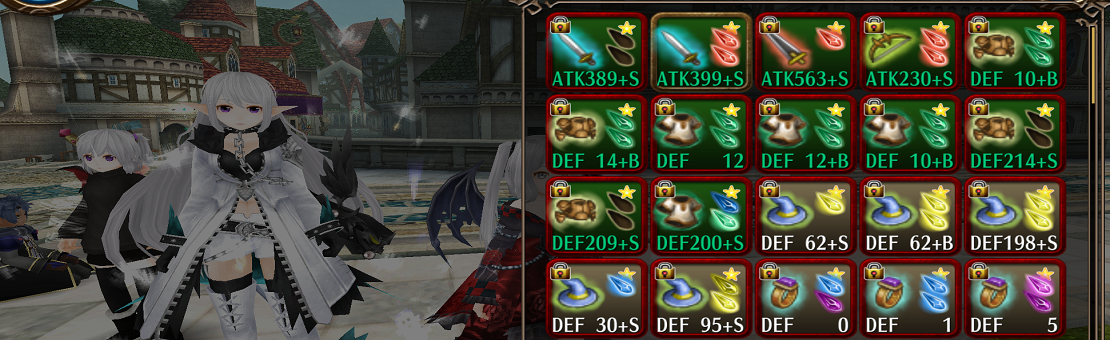 ATK389+S ATK399+S ATK563+S ATK230+S DEF 10+B
DEF 14+B DEF 12 DEF 12+B DEF 10+B DEF214+S
DEF209+S DEF200+S DEF 62+S DEF 62+B DEF198+S
DEF 30+S DEF 95+S DEF 0 DEF 1 DEF 5